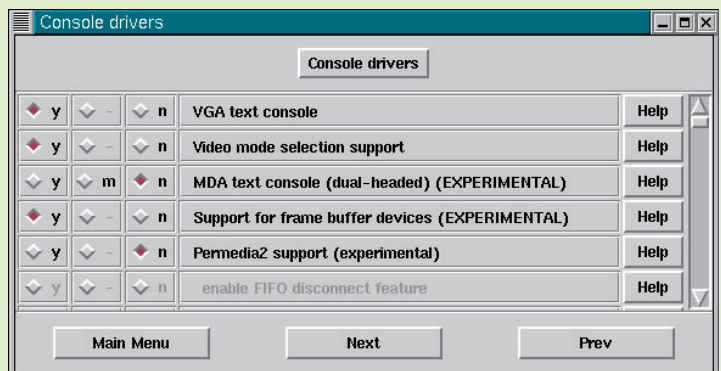 Console drivers
Console drivers
y - n VGA text console Help
y - n Video mode selection support Help
y m n MDA text console (dual-headed) (EXPERIMENTAL) Help
y - n Support for frame buffer devices (EXPERIMENTAL) Help
y - n Permedia2 support (experimental) Help
y - n enable FIFO disconnect feature Help
Main Menu Next Prev